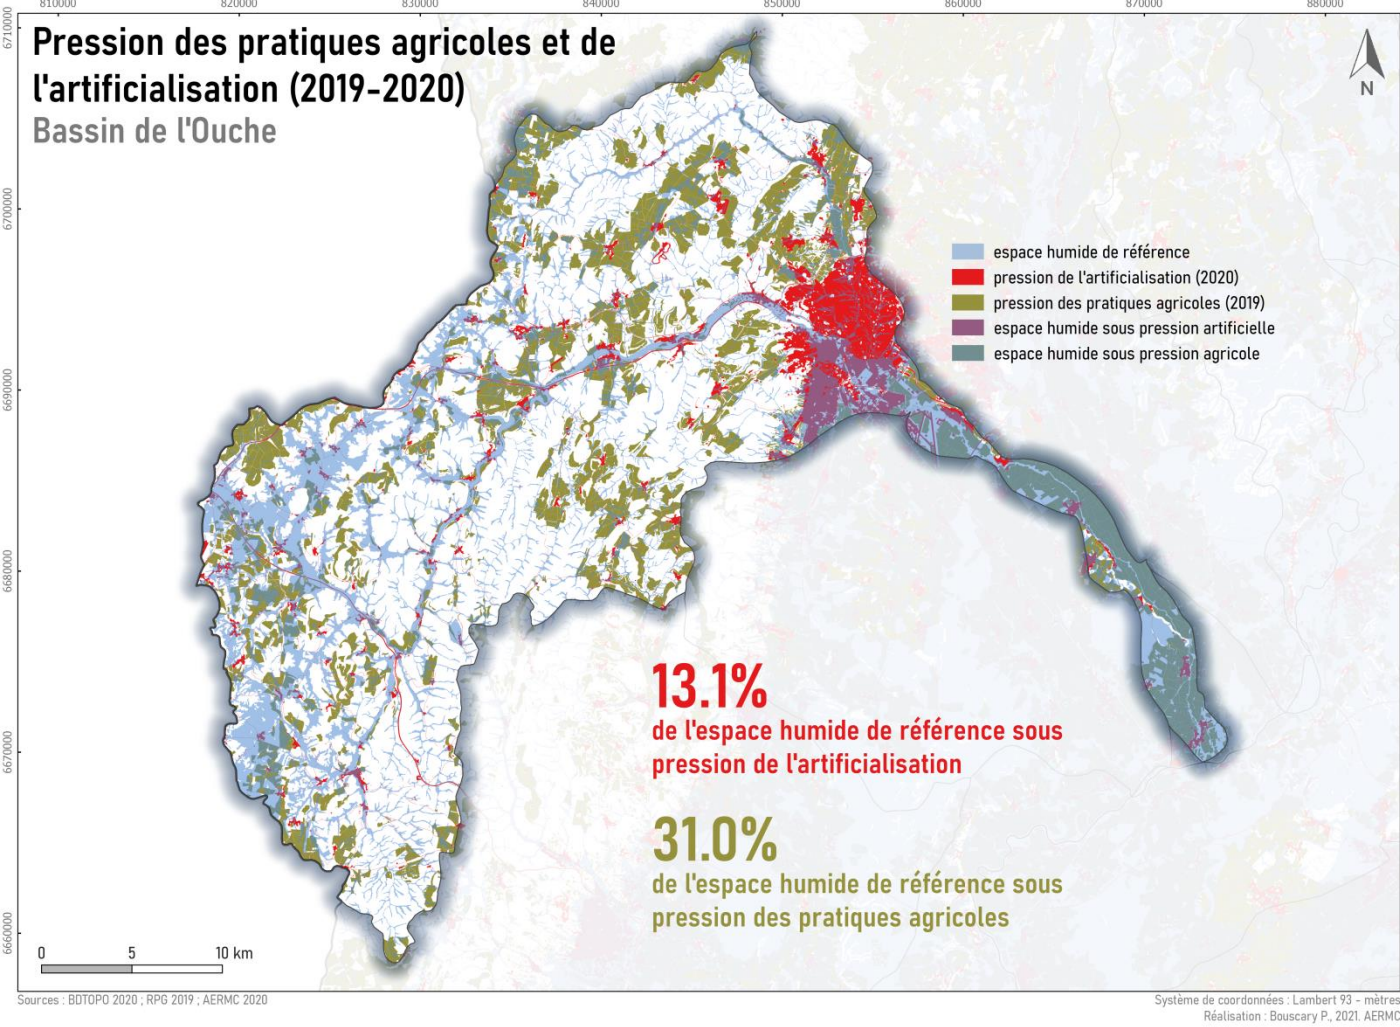 810000 820000 830000 840000 850000 860000 870000 880000
6710000
Pression des pratiques agricoles et de
l'artificialisation (2019-2020)
Bassin de l'Ouche
N
6700000
espace humide de référence
pression de l'artificialisation (2020)
pression des pratiques agricoles (2019)
espace humide sous pression artificielle
espace humide sous pression agricole
6690000
6680000
13.1%
de l'espace humide de référence sous
pression de l'artificialisation
6670000
31.0%
de l'espace humide de référence sous
pression des pratiques agricoles
6660000
0 5 10 km
Sources : BDTOPO 2020 ; RPG 2019 ; AERMC 2020
Système de coordonnées : Lambert 93 - mètres
Réalisation : Bouscary P., 2021. AERMC